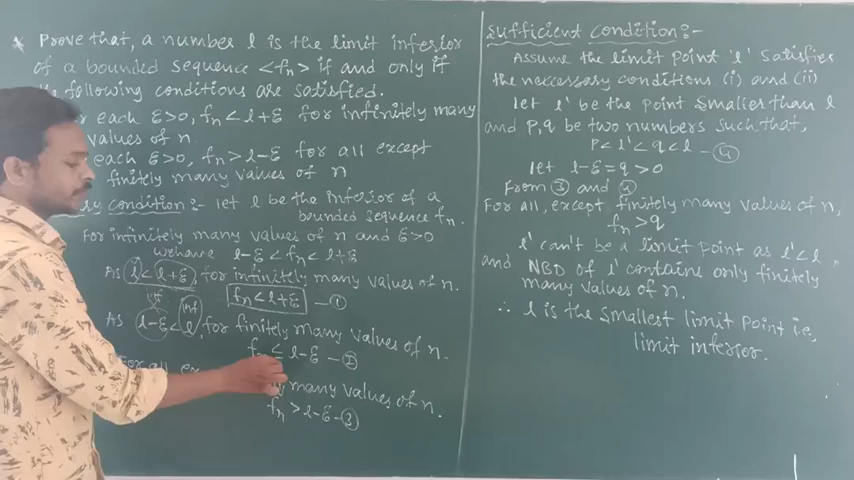 * Prove that, a number l is the limit inferior
of a bounded sequence <fn> if and only if
following conditions are satisfied.
each ε>0, fn < l+ε for infinitely many
values of n.
each ε>0, fn > l-ε for all except
finitely many values of n
condition:- let l be the inferior of a
bounded sequence fn.
For infinitely many values of n and ε>0
we have l-ε < fn < l+ε
As l < l+ε, for infinitely many values of n.
fn < l+ε — ①
As l-ε < l, for finitely many values of n.
fn ≤ l-ε — ②
For all
many values of n.
fn > l-ε — ③
Sufficient condition:-
Assume the limit point 'l' satisfies
the neccessary conditions (i) and (ii)
Let l' be the point smaller than l
and P,q be two numbers such that,
P < l' < q < l — ④
let l-ε = q > 0
From ③ and ④
For all, except finitely many values of n,
fn > q
l' can't be a limit point as l' < l
and NBD of l' contains only finitely
many values of n.
∴ l is the smallest limit point i.e,
limit inferior.